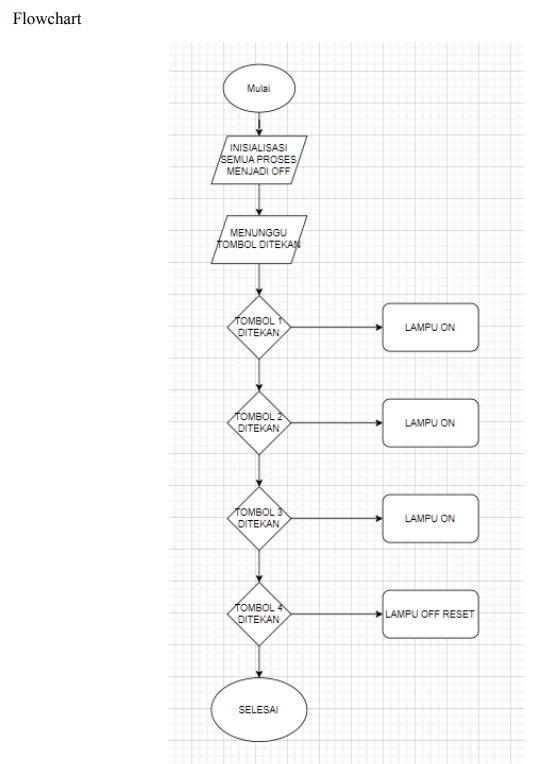 Flowchart
Mulai
INISIALISASI
SEMUA PROSES
MENJADI OFF
MENUNGGU
TOMBOL DITEKAN
TOMBOL 1
DITEKAN
LAMPU ON
TOMBOL 2
DITEKAN
LAMPU ON
TOMBOL 3
DITEKAN
LAMPU ON
TOMBOL 4
DITEKAN
LAMPU OFF RESET
SELESAI